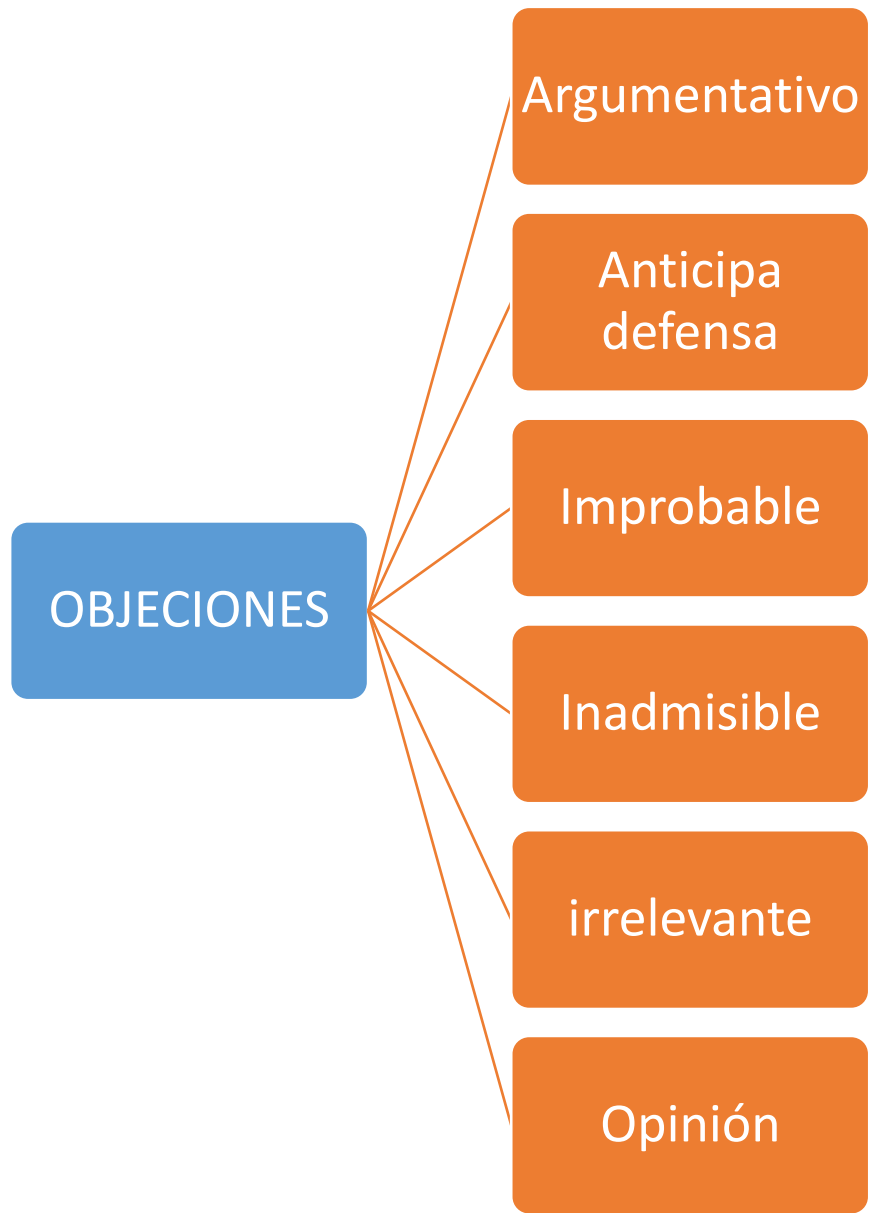 Argumentativo
Anticipa
defensa
Improbable
OBJECIONES
Inadmisible
irrelevante
Opinión